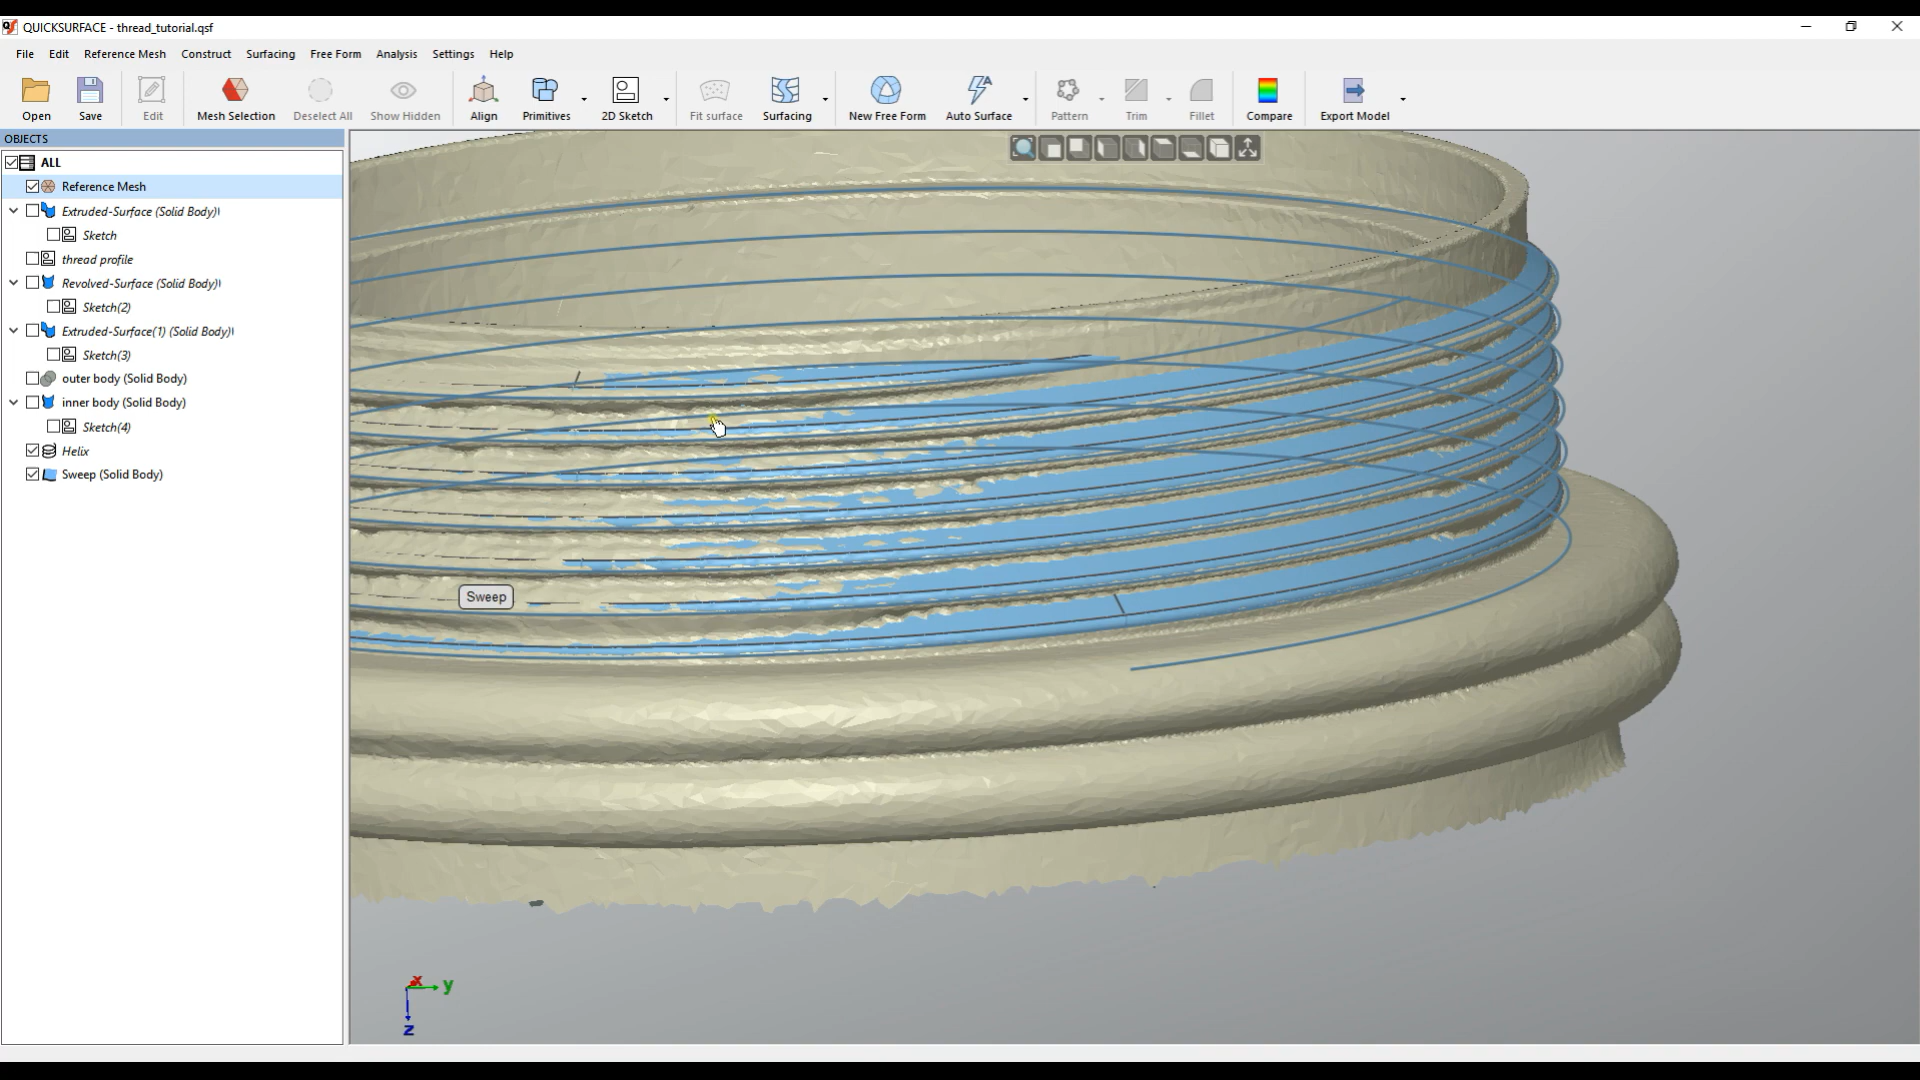 QUICKSURFACE - thread_tutorial.qsf
File Edit Reference Mesh Construct Surfacing Free Form Analysis Settings Help
Open Save Edit Mesh Selection Deselect All Show Hidden Align Primitives 2D Sketch Fit surface Surfacing New Free Form Auto Surface Pattern Trim Fillet Compare Export Model
OBJECTS
ALL
Reference Mesh
Extruded-Surface (Solid Body)
Sketch
thread profile
Revolved-Surface (Solid Body)
Sketch(2)
Extruded-Surface(1) (Solid Body)
Sketch(3)
outer body (Solid Body)
inner body (Solid Body)
Sketch(4)
Helix
Sweep (Solid Body)
Sweep
x
y
z